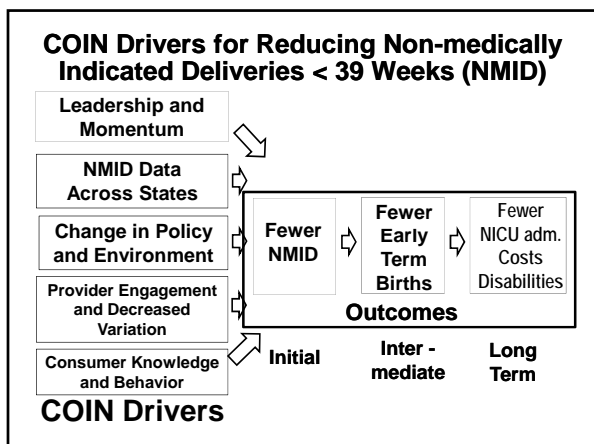 COIN Drivers for Reducing Non-medically
Indicated Deliveries < 39 Weeks (NMID)
Leadership and
Momentum
NMID Data
Across States
Change in Policy
and Environment
Provider Engagement
and Decreased
Variation
Consumer Knowledge
and Behavior
COIN Drivers
Fewer
NMID
Fewer
Early
Term
Births
Fewer
NICU adm.
Costs
Disabilities
Outcomes
Initial
Inter -
mediate
Long
Term